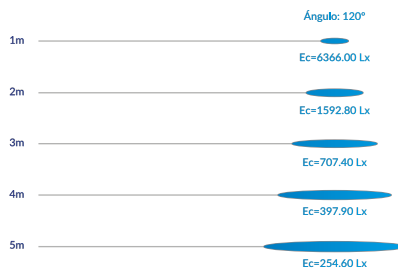 Ángulo: 120º
1m
Ec=6366.00 Lx
2m
Ec=1592.80 Lx
3m
Ec=707.40 Lx
4m
Ec=397.90 Lx
5m
Ec=254.60 Lx